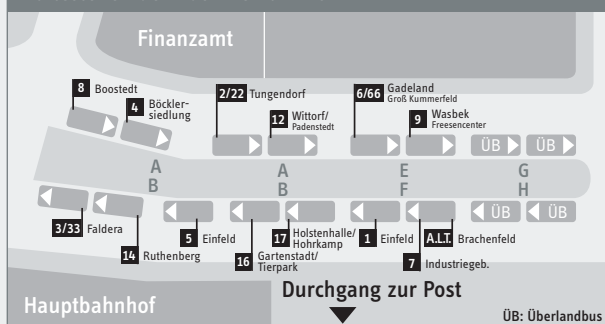 Finanzamt
8 Boostedt
4 Böckler-
siedlung
2/22 Tungendorf
12 Wittorf/
Padenstedt
6/66 Gadeland
Groß Kummerfeld
9 Wasbek
Freesencenter
ÜB ÜB
A A E G
B B F H
ÜB ÜB
3/33 Faldera
14 Ruthenberg
5 Einfeld
16 Gartenstadt/
Tierpark
17 Holstenhalle/
Hohrkamp
1 Einfeld
7 Industriegeb.
A.L.T. Brachenfeld
Durchgang zur Post
Hauptbahnhof
ÜB: Überlandbus